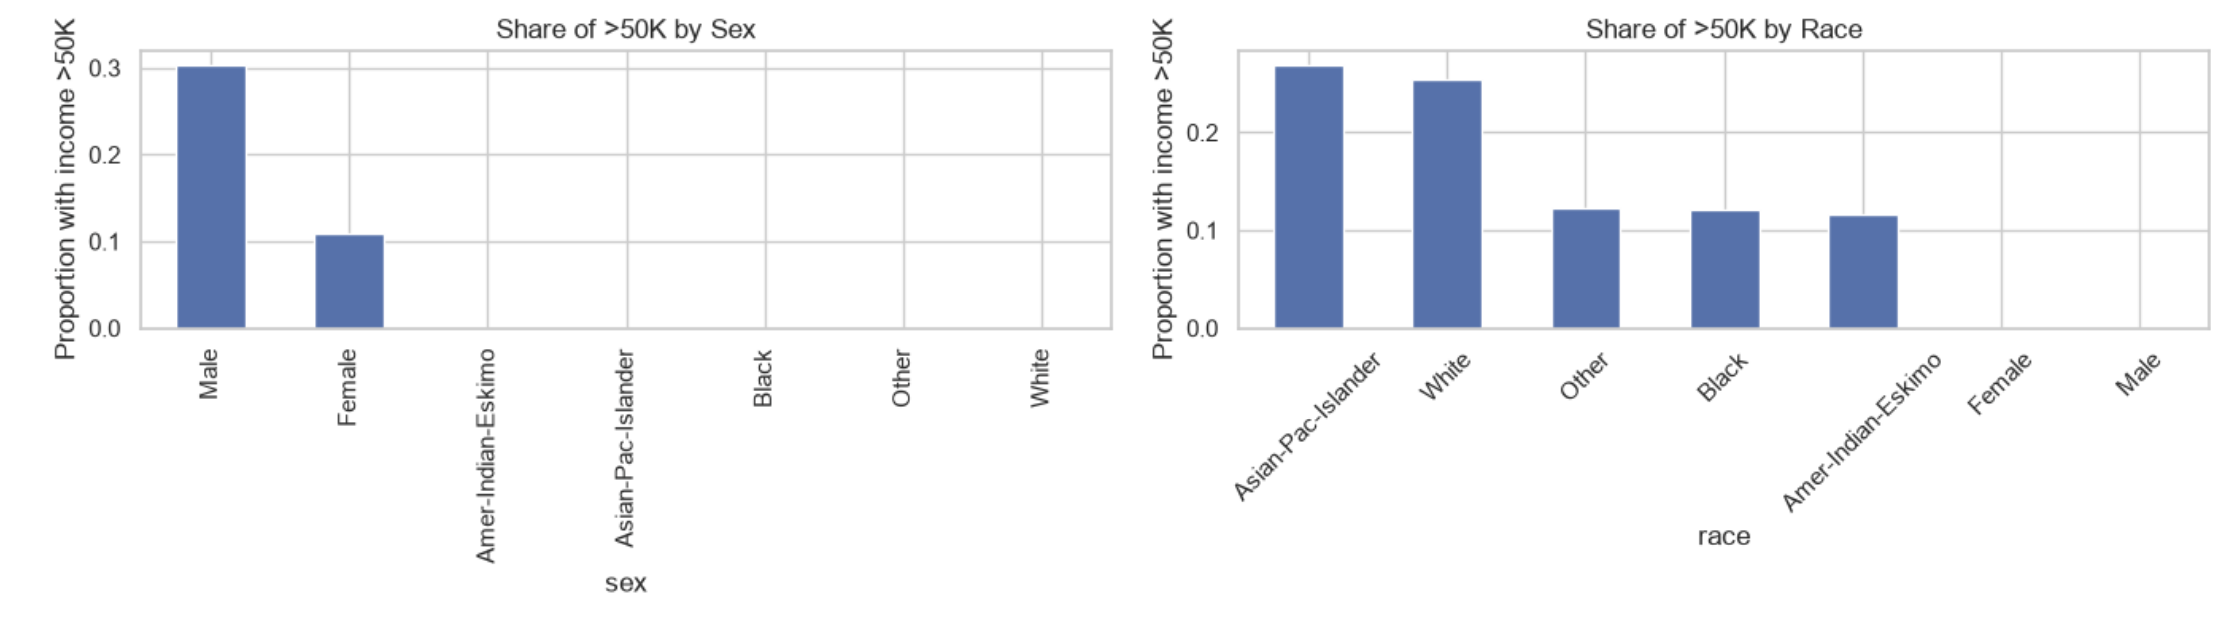 Share of >50K by Sex
Proportion with income >50K
0.3
0.2
0.1
0.0
Male
Female
Amer-Indian-Eskimo
Asian-Pac-Islander
Black
Other
White
sex
Share of >50K by Race
Proportion with income >50K
0.2
0.1
0.0
Asian-Pac-Islander
White
Other
Black
Amer-Indian-Eskimo
Female
Male
race